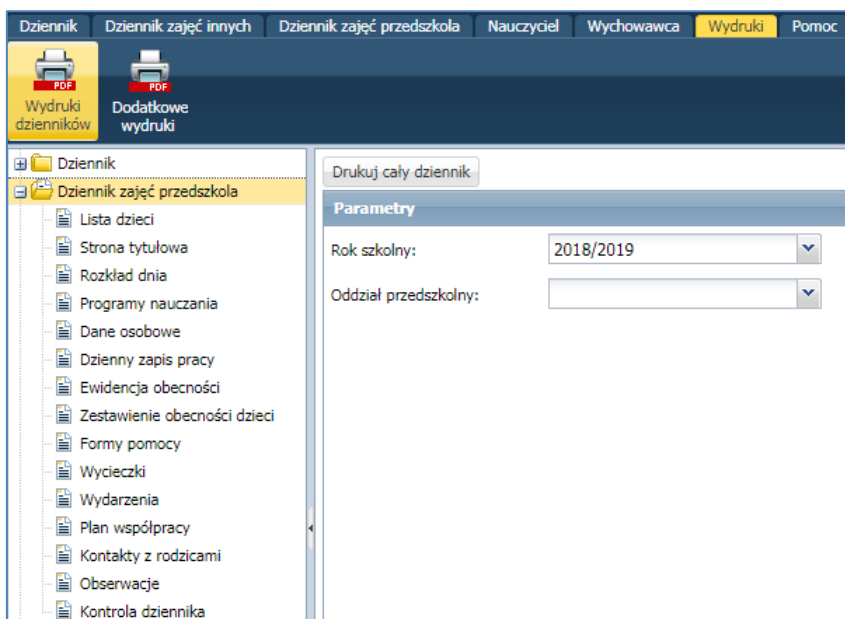 Dziennik Dziennik zajęć innych Dziennik zajęć przedszkola Nauczyciel Wychowawca Wydruki Pomoc
PDF PDF
Wydruki dzienników
Dodatkowe wydruki
Dziennik
Dziennik zajęć przedszkola
Lista dzieci
Strona tytułowa
Rozkład dnia
Programy nauczania
Dane osobowe
Dzienny zapis pracy
Ewidencja obecności
Zestawienie obecności dzieci
Formy pomocy
Wycieczki
Wydarzenia
Plan współpracy
Kontakty z rodzicami
Obserwacje
Kontrola dziennika
Drukuj cały dziennik
Parametry
Rok szkolny: 2018/2019
Oddział przedszkolny: